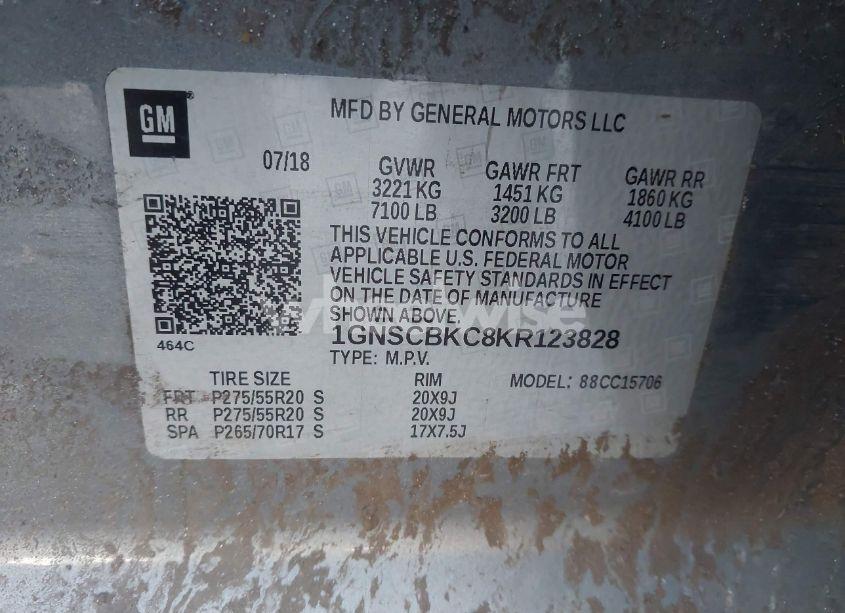 GM
MFD BY GENERAL MOTORS LLC
07/18 GVWR GAWR FRT GAWR RR
3221 KG 1451 KG 1860 KG
7100 LB 3200 LB 4100 LB
THIS VEHICLE CONFORMS TO ALL
APPLICABLE U.S. FEDERAL MOTOR
VEHICLE SAFETY STANDARDS IN EFFECT
ON THE DATE OF MANUFACTURE
SHOWN ABOVE.
464C 1GNSCBKC8KR123828
TYPE: M.P.V.
TIRE SIZE RIM MODEL: 88CC15706
FRT P275/55R20 S 20X9J
RR P275/55R20 S 20X9J
SPA P265/70R17 S 17X7.5J